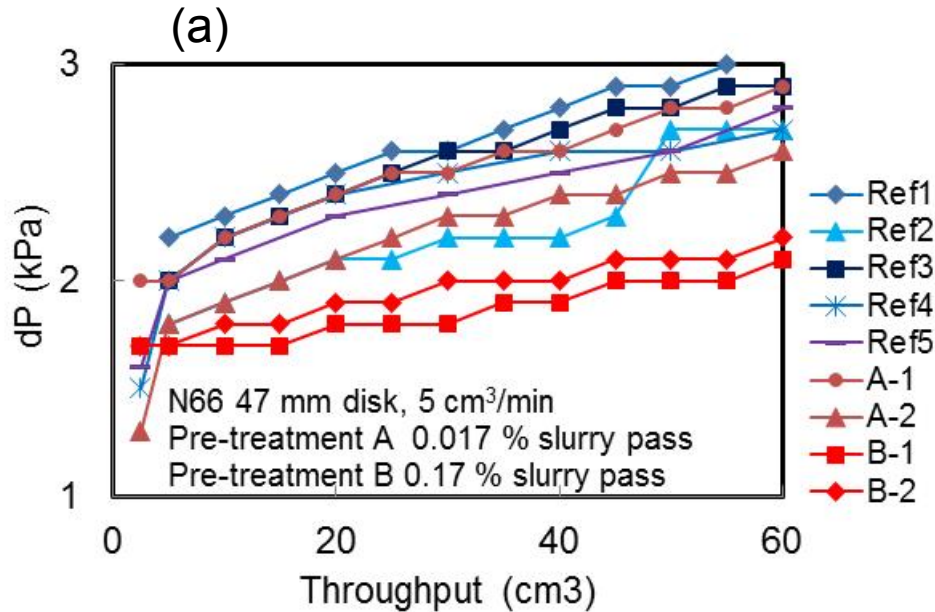 (a)
3
2
1
dP (kPa)
N66 47 mm disk, 5 cm³/min
Pre-treatment A 0.017 % slurry pass
Pre-treatment B 0.17 % slurry pass
0 20 40 60
Throughput (cm3)
Ref1
Ref2
Ref3
Ref4
Ref5
A-1
A-2
B-1
B-2